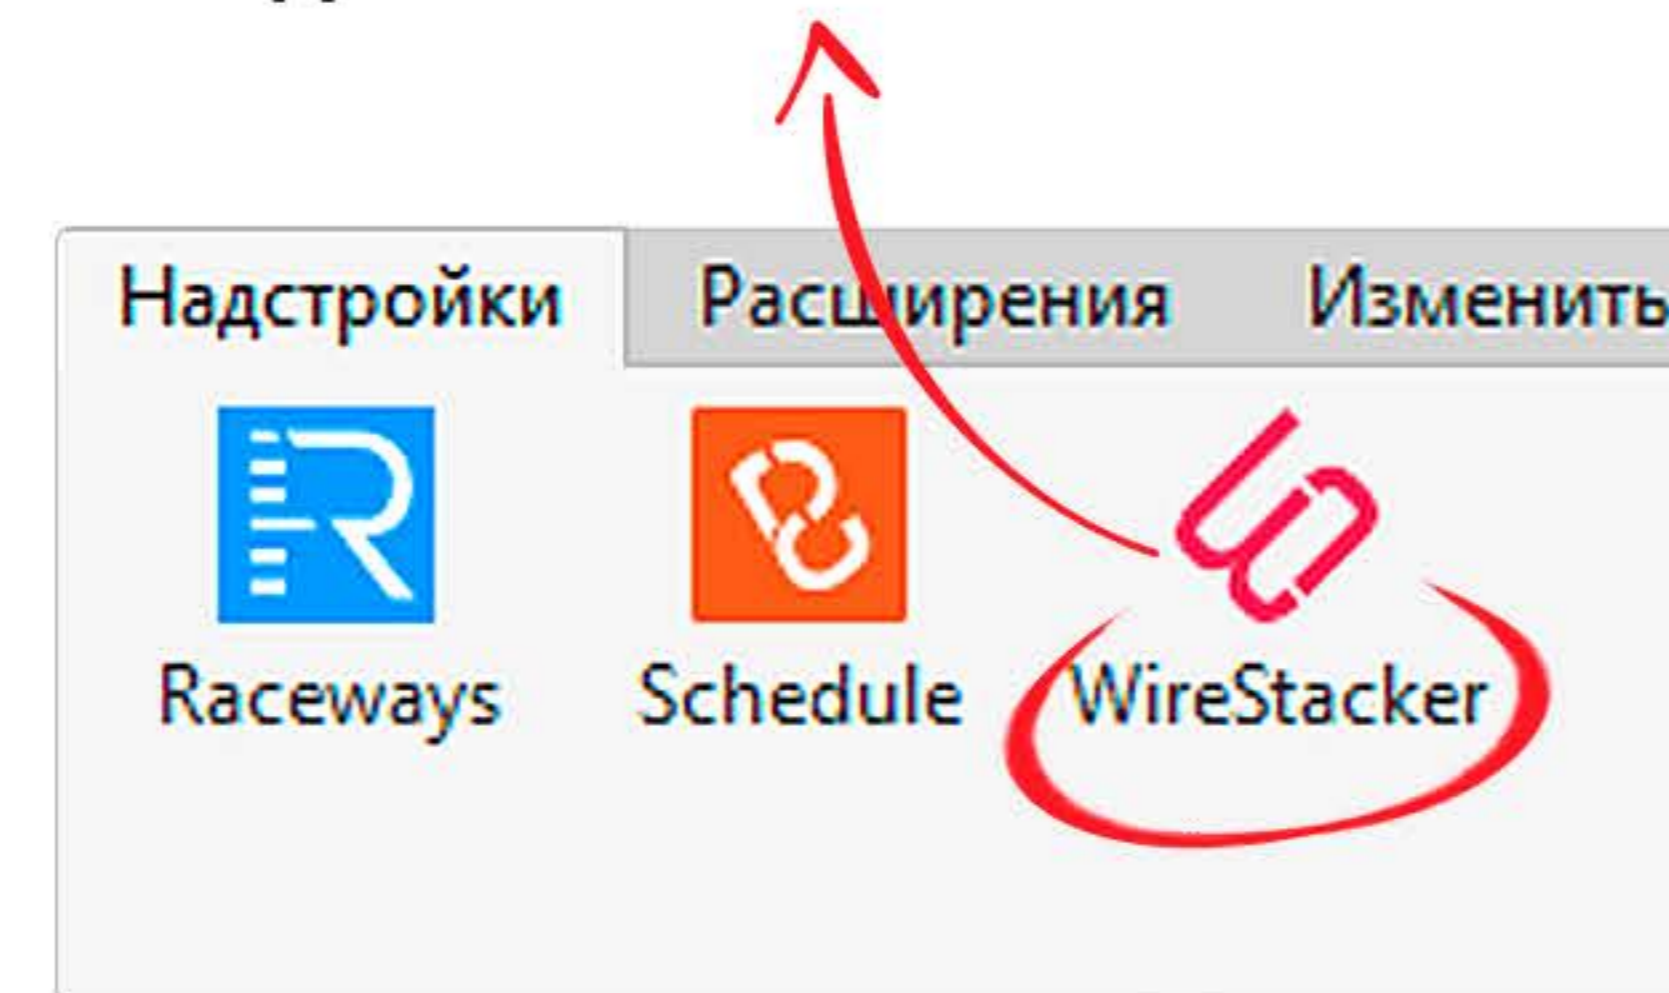 Надстройки Расширения Изменить
Raceways Schedule WireStacker